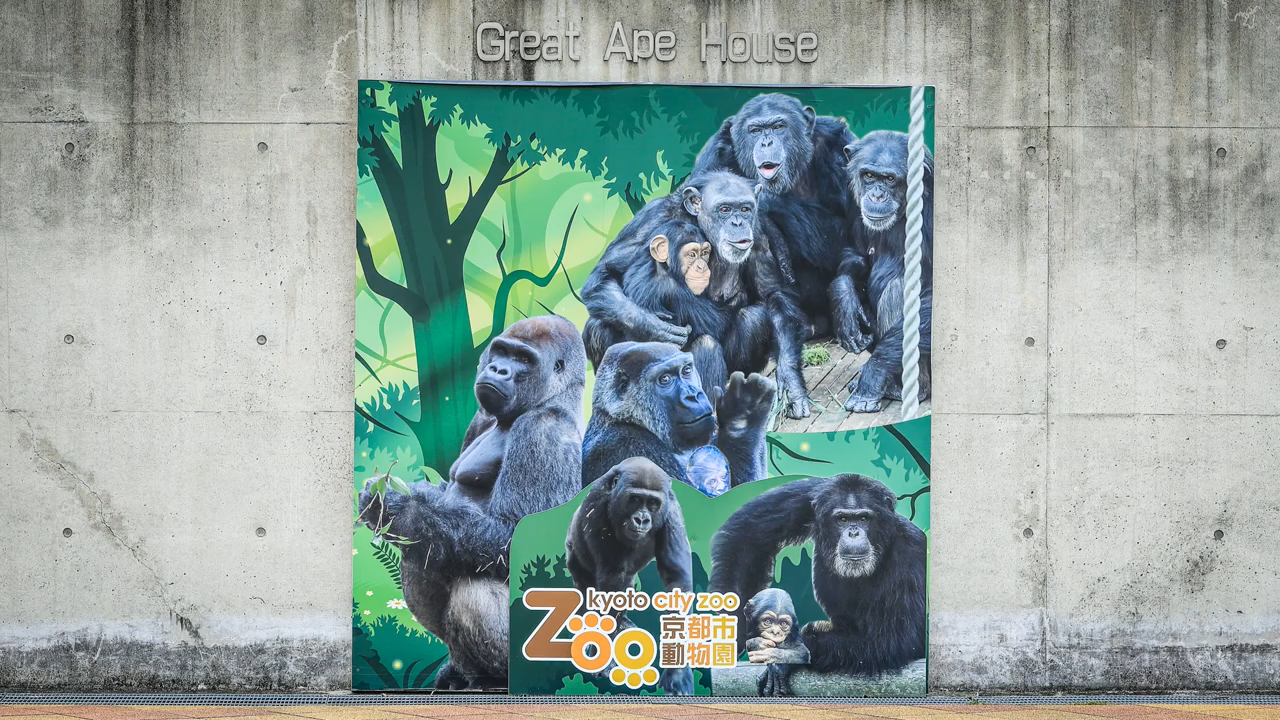 Great Ape House
Zoo
kyoto city zoo
京都市
動物園